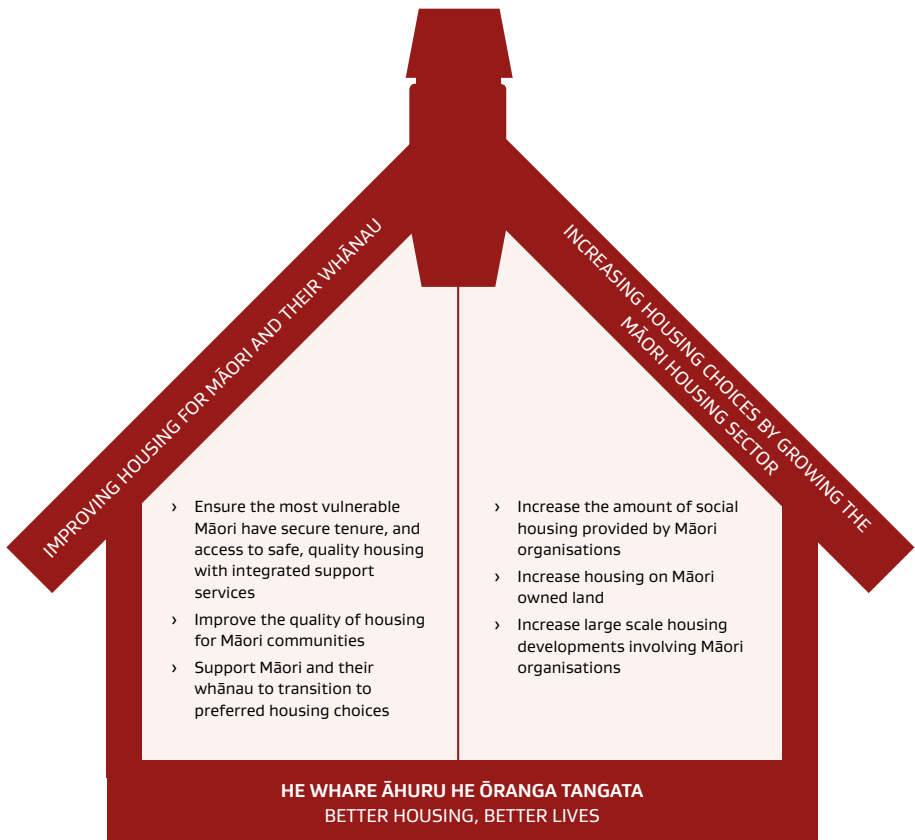 IMPROVING HOUSING FOR MĀORI AND THEIR WHĀNAU
INCREASING HOUSING CHOICES BY GROWING THE
MĀORI HOUSING SECTOR
› Ensure the most vulnerable
Māori have secure tenure, and
access to safe, quality housing
with integrated support
services
› Improve the quality of housing
for Māori communities
› Support Māori and their
whānau to transition to
preferred housing choices
› Increase the amount of social
housing provided by Māori
organisations
› Increase housing on Māori
owned land
› Increase large scale housing
developments involving Māori
organisations
HE WHARE ĀHURU HE ŌRANGA TANGATA
BETTER HOUSING, BETTER LIVES